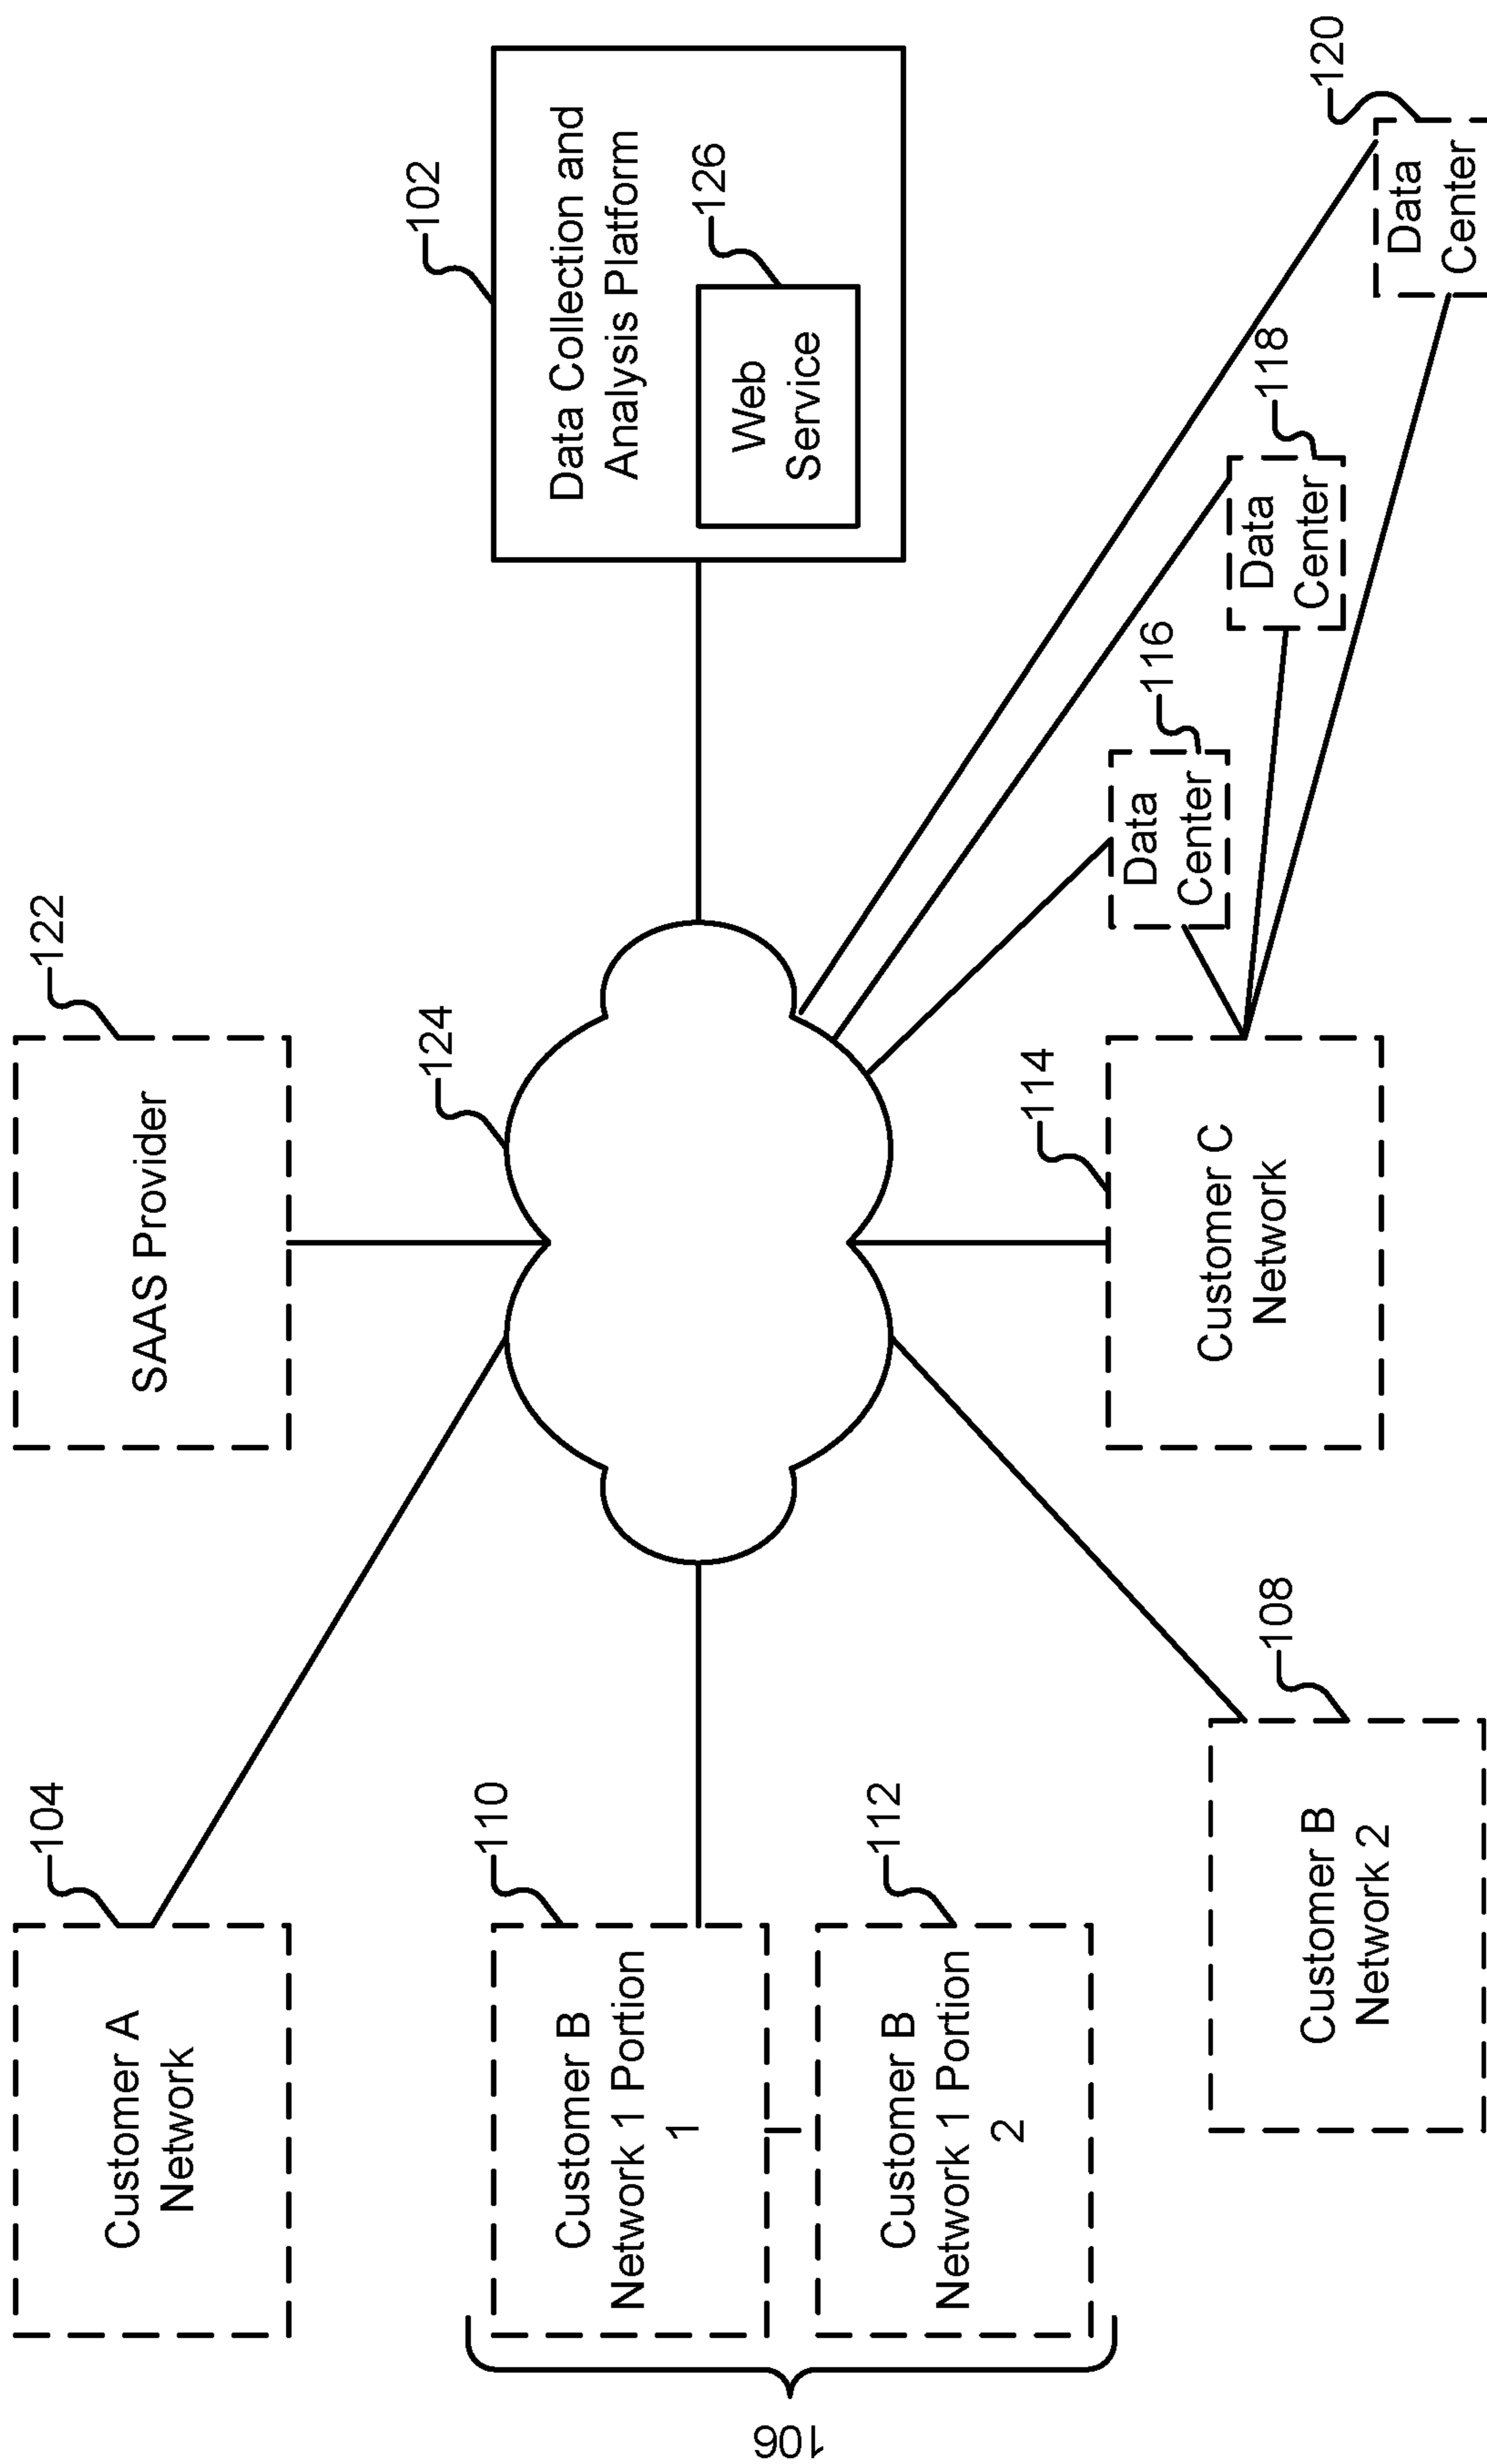 Customer A
Network
104
SAAS Provider
122
106
Customer B
Network 1 Portion
1
110
124
102
Data Collection and
Analysis Platform
Web
Service
126
Customer B
Network 1 Portion
2
112
Customer B
Network 2
108
Customer C
Network
114
Data
Center
116
Data
Center
118
Data
Center
120